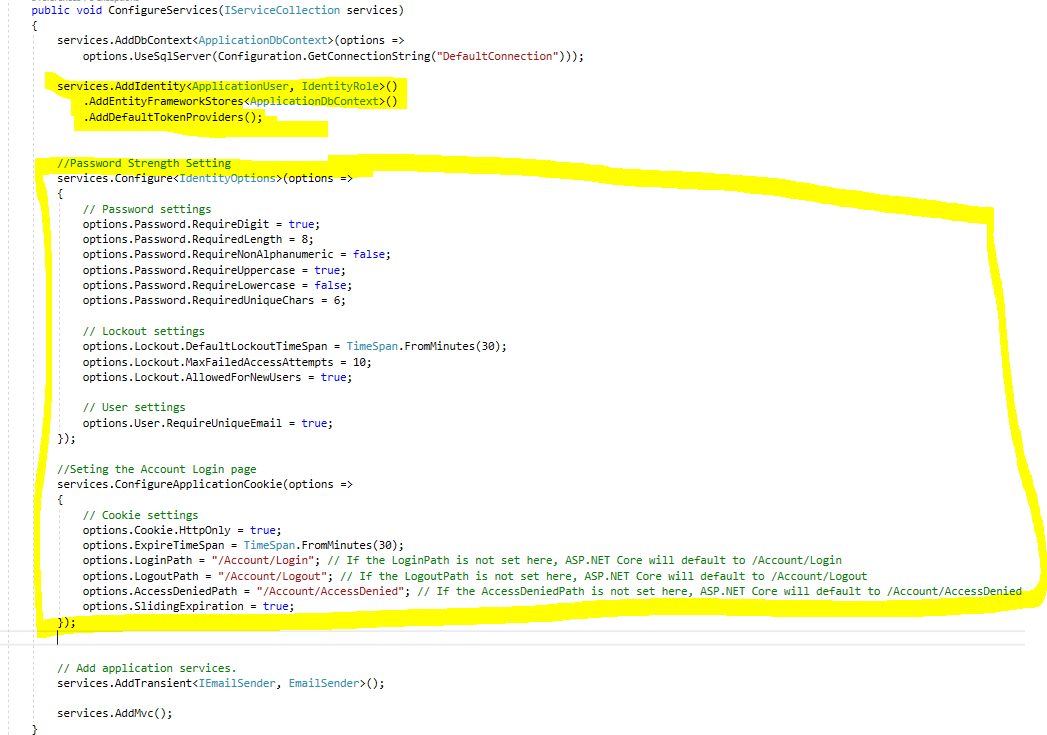 public void ConfigureServices(IServiceCollection services)
{
services.AddDbContext<ApplicationDbContext>(options =>
options.UseSqlServer(Configuration.GetConnectionString("DefaultConnection")));
services.AddIdentity<ApplicationUser, IdentityRole>()
.AddEntityFrameworkStores<ApplicationDbContext>()
.AddDefaultTokenProviders();
//Password Strength Setting
services.Configure<IdentityOptions>(options =>
{
// Password settings
options.Password.RequireDigit = true;
options.Password.RequiredLength = 8;
options.Password.RequireNonAlphanumeric = false;
options.Password.RequireUppercase = true;
options.Password.RequireLowercase = false;
options.Password.RequiredUniqueChars = 6;
// Lockout settings
options.Lockout.DefaultLockoutTimeSpan = TimeSpan.FromMinutes(30);
options.Lockout.MaxFailedAccessAttempts = 10;
options.Lockout.AllowedForNewUsers = true;
// User settings
options.User.RequireUniqueEmail = true;
});
//Seting the Account Login page
services.ConfigureApplicationCookie(options =>
{
// Cookie settings
options.Cookie.HttpOnly = true;
options.ExpireTimeSpan = TimeSpan.FromMinutes(30);
options.LoginPath = "/Account/Login"; // If the LoginPath is not set here, ASP.NET Core will default to /Account/Login
options.LogoutPath = "/Account/Logout"; // If the LogoutPath is not set here, ASP.NET Core will default to /Account/Logout
options.AccessDeniedPath = "/Account/AccessDenied"; // If the AccessDeniedPath is not set here, ASP.NET Core will default to /Account/AccessDenied
options.SlidingExpiration = true;
});
// Add application services.
services.AddTransient<IEmailSender, EmailSender>();
services.AddMvc();
}